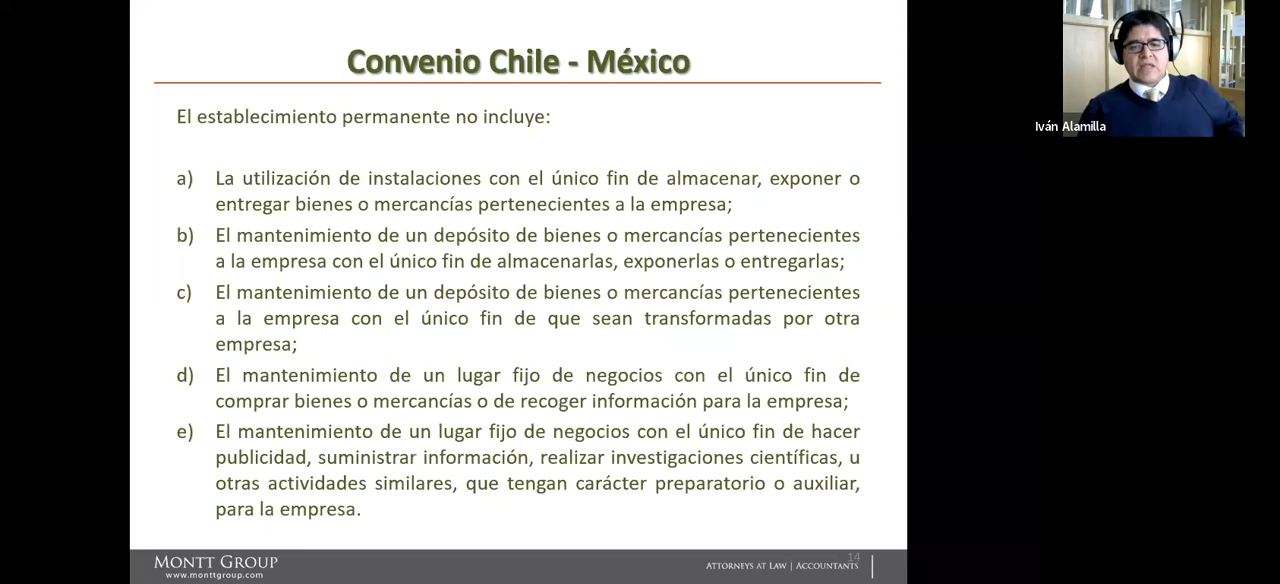 Convenio Chile - México
El establecimiento permanente no incluye:
a) La utilización de instalaciones con el único fin de almacenar, exponer o
entregar bienes o mercancías pertenecientes a la empresa;
b) El mantenimiento de un depósito de bienes o mercancías pertenecientes
a la empresa con el único fin de almacenarlas, exponerlas o entregarlas;
c) El mantenimiento de un depósito de bienes o mercancías pertenecientes
a la empresa con el único fin de que sean transformadas por otra
empresa;
d) El mantenimiento de un lugar fijo de negocios con el único fin de
comprar bienes o mercancías o de recoger información para la empresa;
e) El mantenimiento de un lugar fijo de negocios con el único fin de hacer
publicidad, suministrar información, realizar investigaciones científicas, u
otras actividades similares, que tengan carácter preparatorio o auxiliar,
para la empresa.
MONTT GROUP
www.monttgroup.com
14
ATTORNEYS AT LAW | ACCOUNTANTS
Iván Alamilla